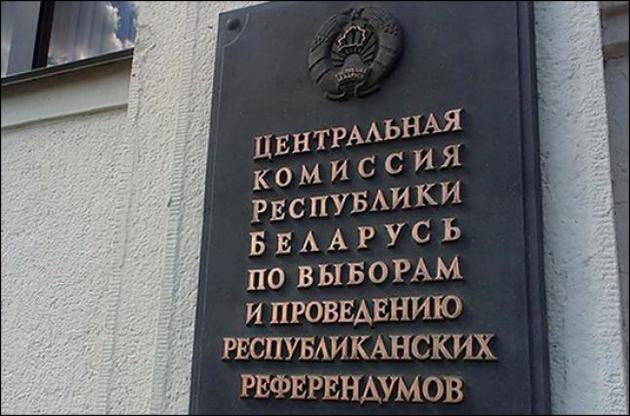 ЦЕНТРАЛЬНАЯ
КОМИССИЯ
РЕСПУБЛИКИ
БЕЛАРУСЬ
ПО ВЫБОРАМ
И ПРОВЕДЕНИЮ
РЕСПУБЛИКАНСКИХ
РЕФЕРЕНДУМОВ